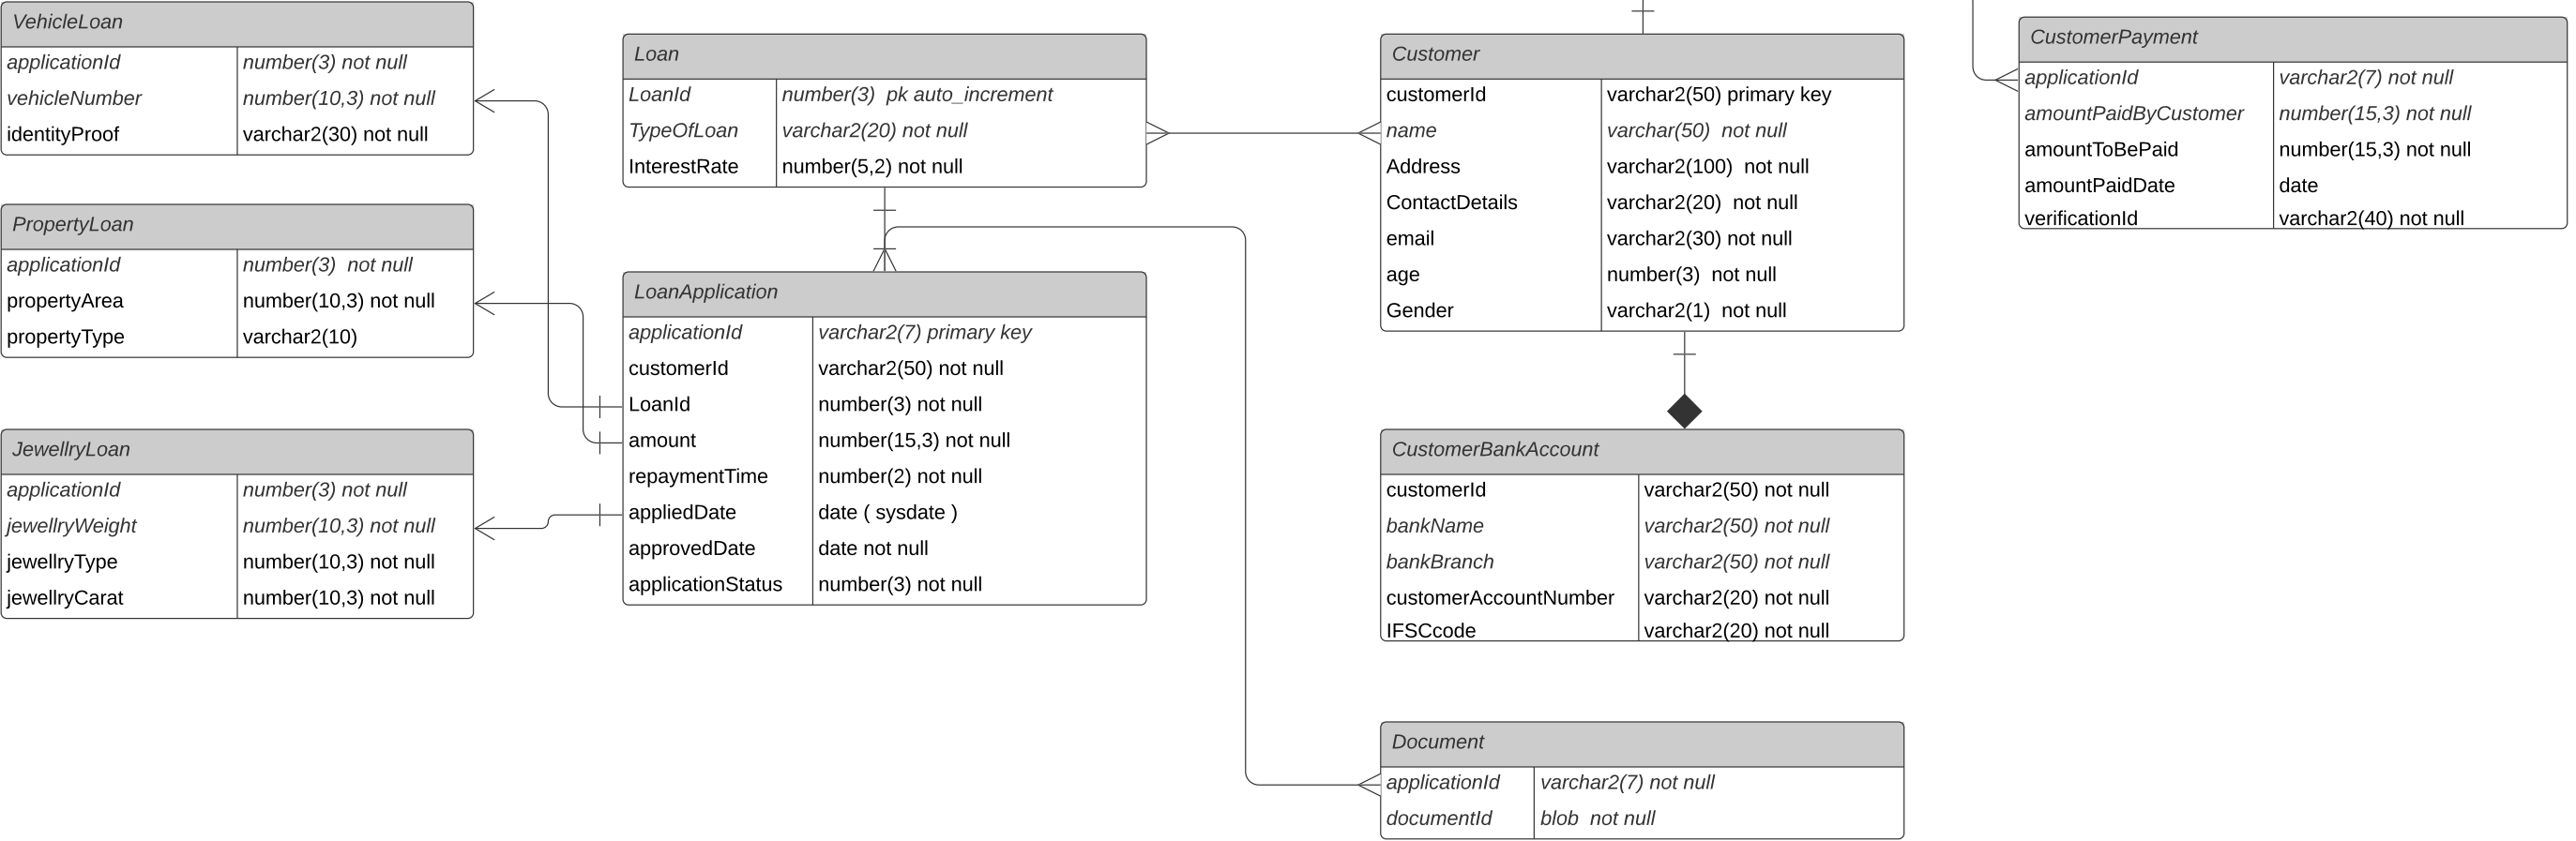 VehicleLoan
applicationId number(3) not null
vehicleNumber number(10,3) not null
identityProof varchar2(30) not null
PropertyLoan
applicationId number(3) not null
propertyArea number(10,3) not null
propertyType varchar2(10)
JewellryLoan
applicationId number(3) not null
jewellryWeight number(10,3) not null
jewellryType number(10,3) not null
jewellryCarat number(10,3) not null
Loan
LoanId number(3) pk auto_increment
TypeOfLoan varchar2(20) not null
InterestRate number(5,2) not null
LoanApplication
applicationId varchar2(7) primary key
customerId varchar2(50) not null
LoanId number(3) not null
amount number(15,3) not null
repaymentTime number(2) not null
appliedDate date ( sysdate )
approvedDate date not null
applicationStatus number(3) not null
Customer
customerId varchar2(50) primary key
name varchar(50) not null
Address varchar2(100) not null
ContactDetails varchar2(20) not null
email varchar2(30) not null
age number(3) not null
Gender varchar2(1) not null
CustomerBankAccount
customerId varchar2(50) not null
bankName varchar2(50) not null
bankBranch varchar2(50) not null
customerAccountNumber varchar2(20) not null
IFSCcode varchar2(20) not null
Document
applicationId varchar2(7) not null
documentId blob not null
CustomerPayment
applicationId varchar2(7) not null
amountPaidByCustomer number(15,3) not null
amountToBePaid number(15,3) not null
amountPaidDate date
verificationId varchar2(40) not null